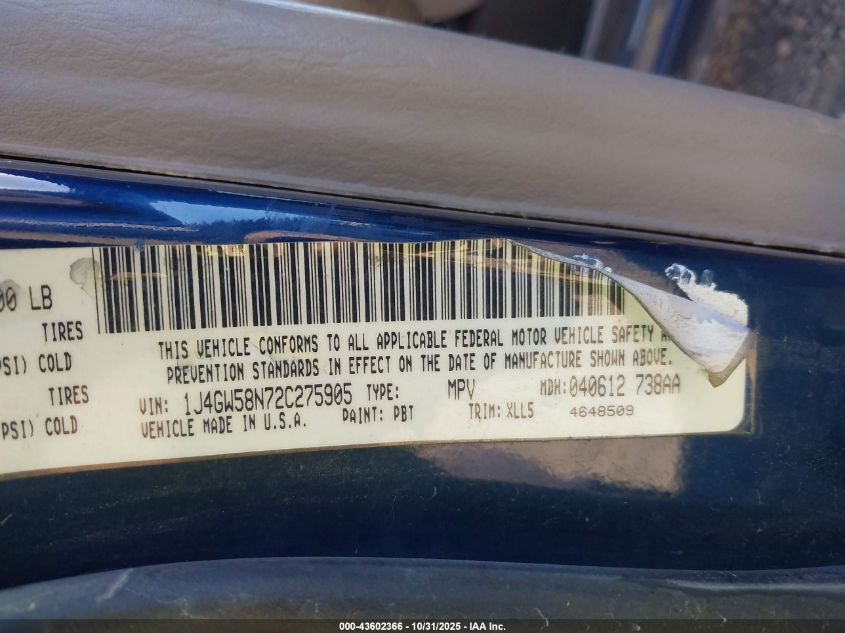 00 LB
TIRES
PSI) COLD
TIRES
PSI) COLD
THIS VEHICLE CONFORMS TO ALL APPLICABLE FEDERAL MOTOR VEHICLE SAFETY
PREVENTION STANDARDS IN EFFECT ON THE DATE OF MANUFACTURE SHOWN ABOVE.
VIN: 1J4GW58N72C275905 TYPE: MPV MDH:040612 738AA
VEHICLE MADE IN U.S.A. PAINT: PBT TRIM: XLL5 4648509
000-43602366 - 10/31/2025 - IAA Inc.